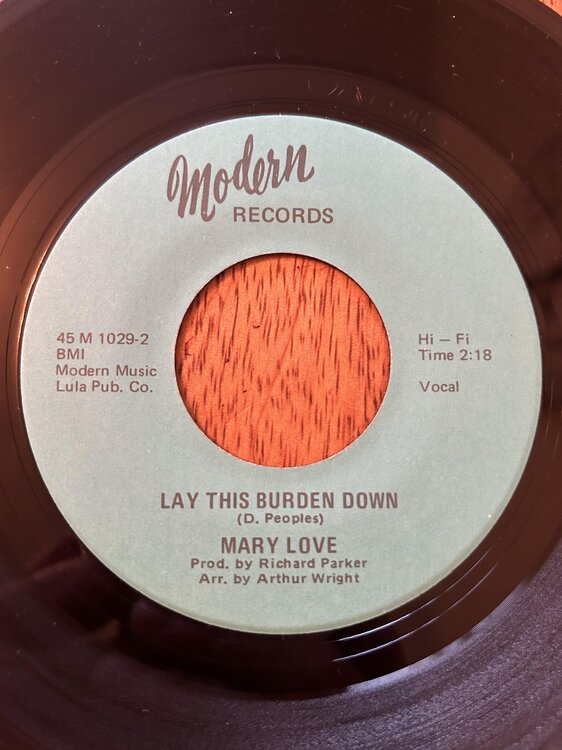 Modern
RECORDS
45 M 1029-2
BMI
Modern Music
Lula Pub. Co.
Hi – Fi
Time 2:18
Vocal
LAY THIS BURDEN DOWN
(D. Peoples)
MARY LOVE
Prod. by Richard Parker
Arr. by Arthur Wright